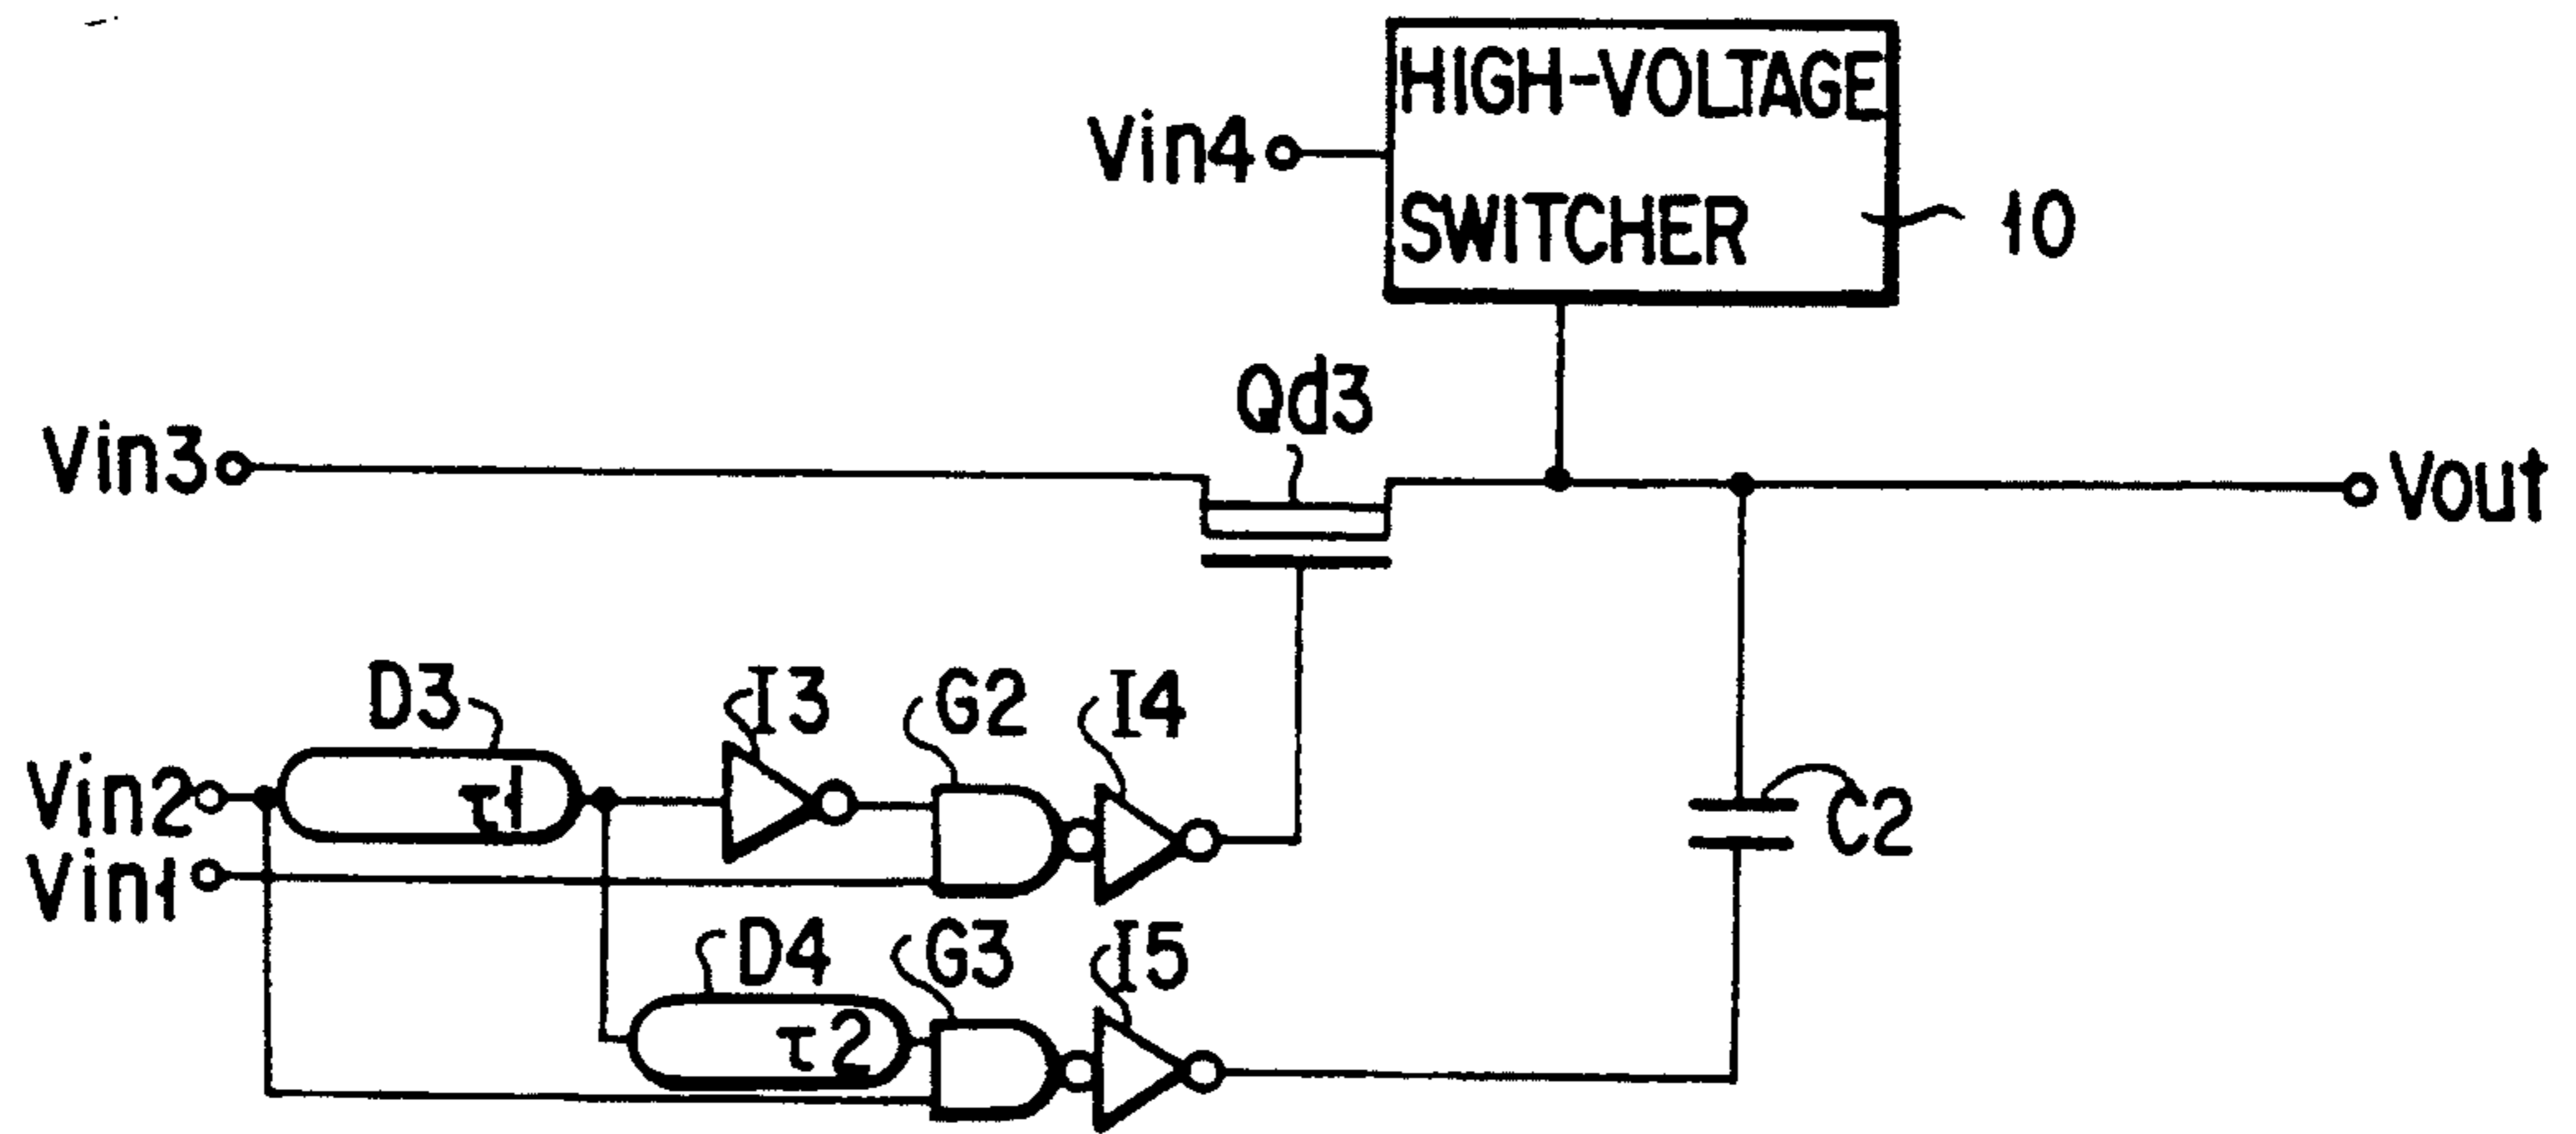 HIGH-VOLTAGE
SWITCHER
Vin4
10
Qd3
Vin3
Vout
D3
I3
G2
I4
Vin2
τ1
Vin1
C2
D4
G3
I5
τ2